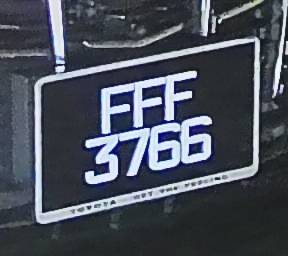 FFF
3766
TOYOTA GET THE FEELING